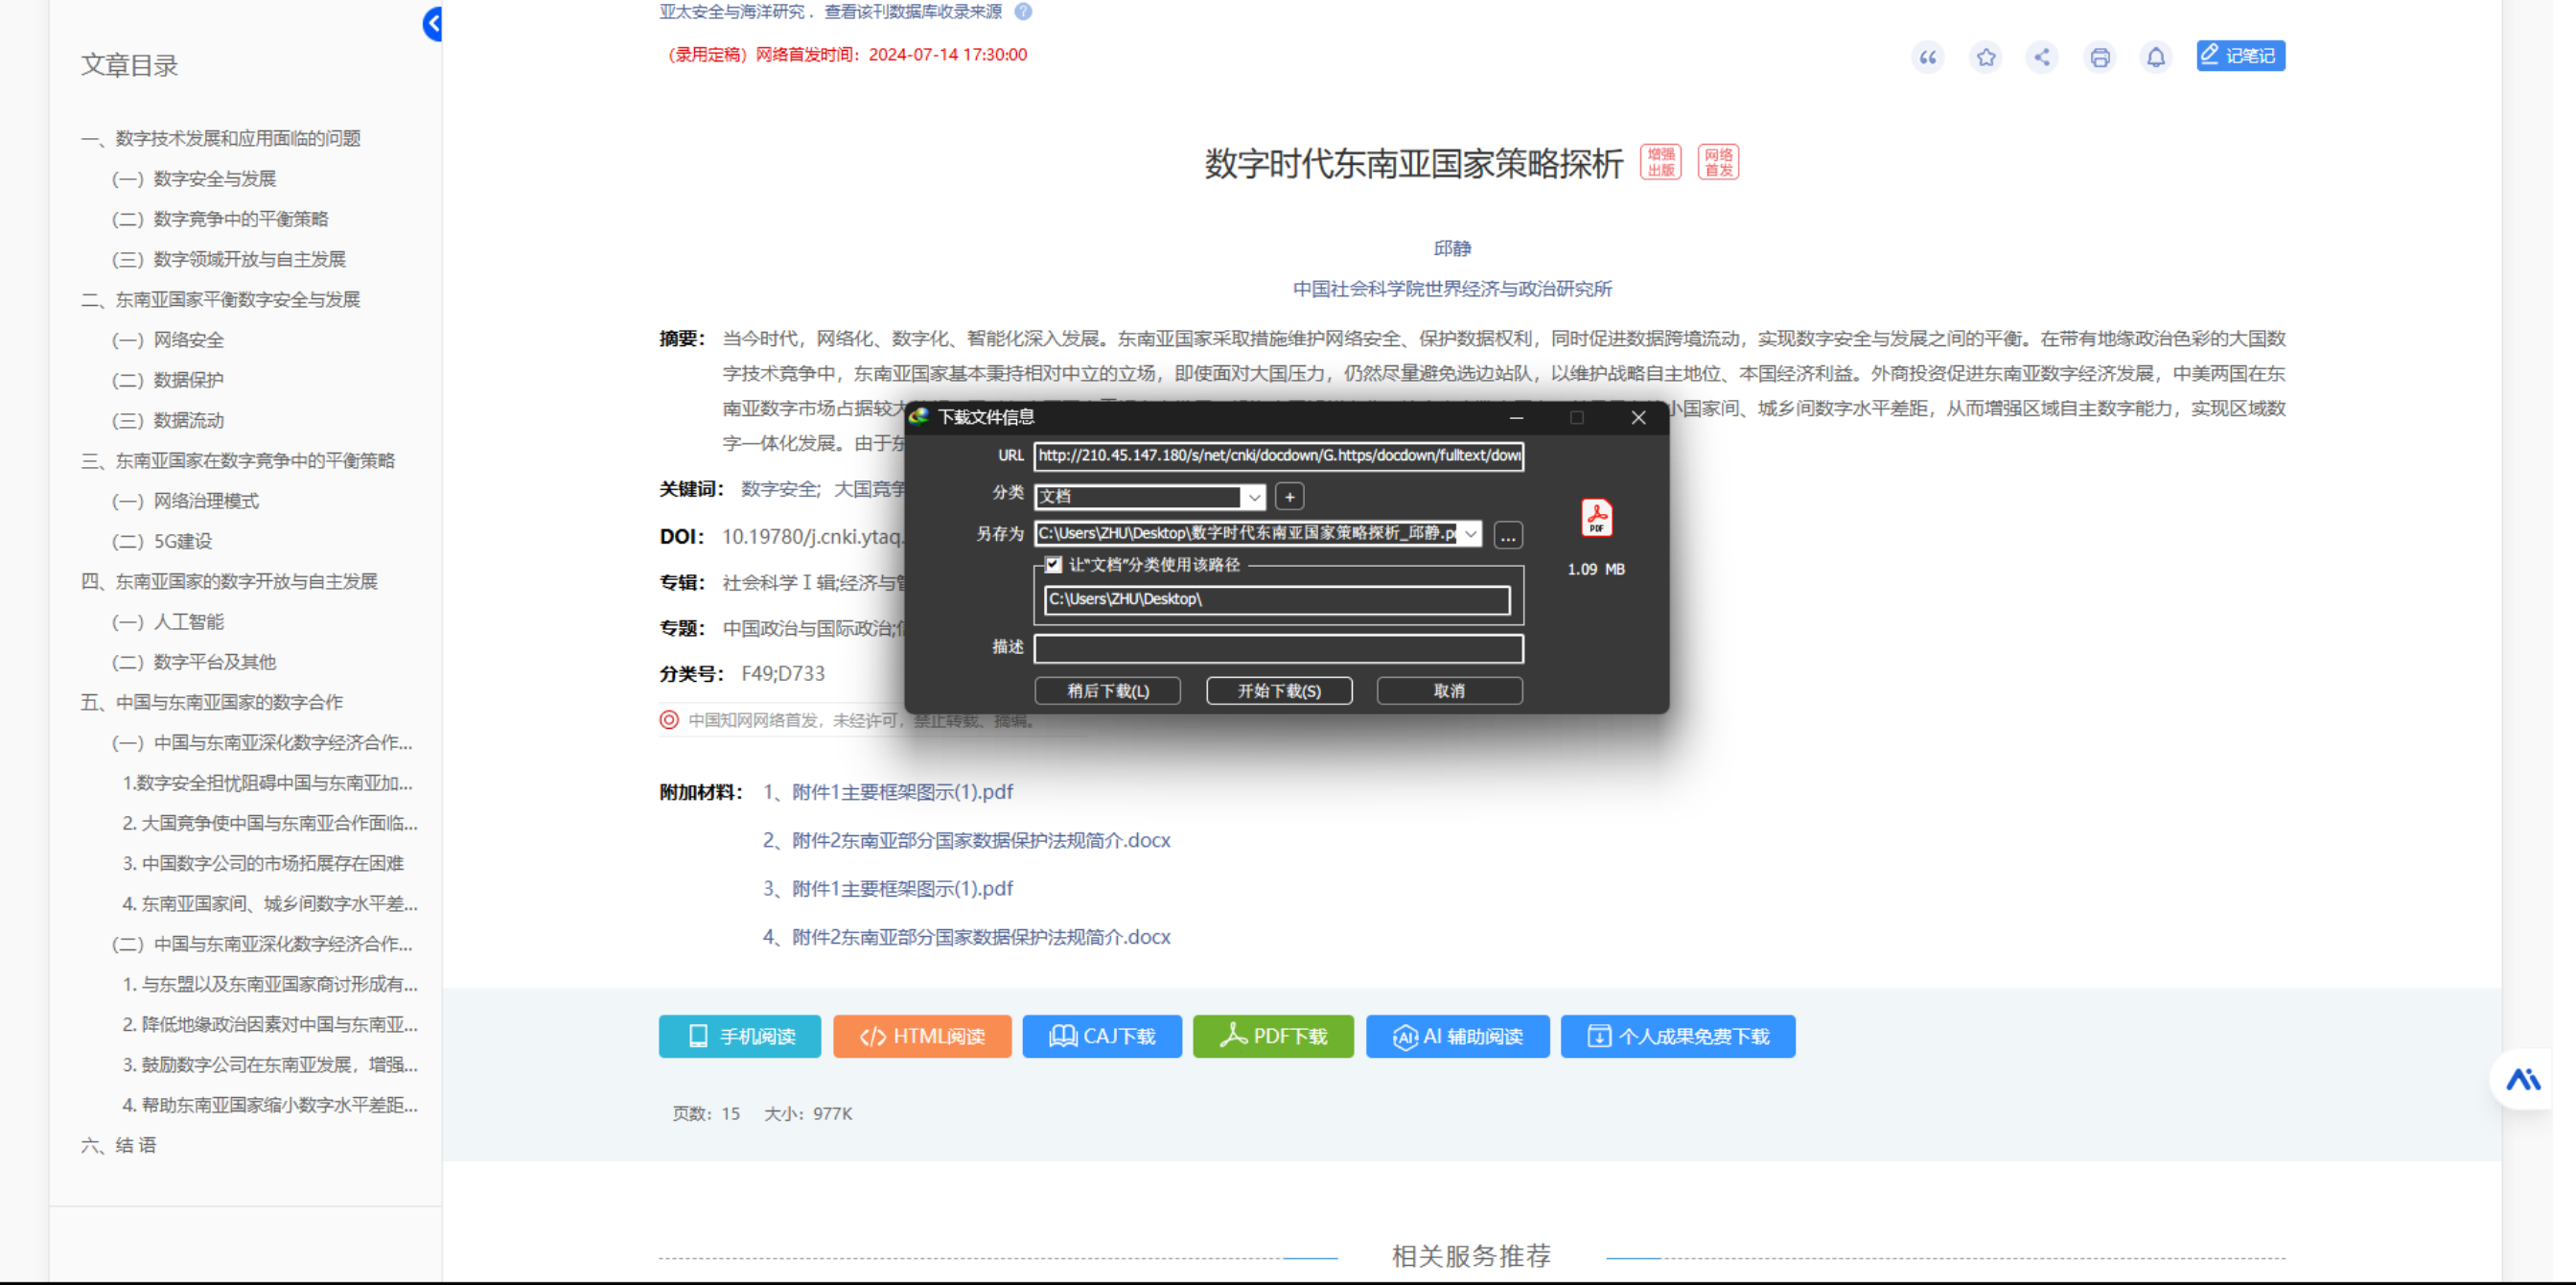 亚太安全与海洋研究 . 查看该刊数据库收录来源 ?
（录用定稿）网络首发时间：2024-07-14 17:30:00
记笔记
文章目录
一、数字技术发展和应用面临的问题
（一）数字安全与发展
（二）数字竞争中的平衡策略
（三）数字领域开放与自主发展
二、东南亚国家平衡数字安全与发展
（一）网络安全
（二）数据保护
（三）数据流动
三、东南亚国家在数字竞争中的平衡策略
（一）网络治理模式
（二）5G建设
四、东南亚国家的数字开放与自主发展
（一）人工智能
（二）数字平台及其他
五、中国与东南亚国家的数字合作
（一）中国与东南亚深化数字经济合作...
1.数字安全担忧阻碍中国与东南亚加...
2. 大国竞争使中国与东南亚合作面临...
3. 中国数字公司的市场拓展存在困难
4. 东南亚国家间、城乡间数字水平差...
（二）中国与东南亚深化数字经济合作...
1. 与东盟以及东南亚国家商讨形成有...
2. 降低地缘政治因素对中国与东南亚...
3. 鼓励数字公司在东南亚发展，增强...
4. 帮助东南亚国家缩小数字水平差距...
六、结 语
数字时代东南亚国家策略探析 增强出版 网络首发
邱静
中国社会科学院世界经济与政治研究所
摘要： 当今时代，网络化、数字化、智能化深入发展。东南亚国家采取措施维护网络安全、保护数据权利，同时促进数据跨境流动，实现数字安全与发展之间的平衡。在带有地缘政治色彩的大国数
字技术竞争中，东南亚国家基本秉持相对中立的立场，即使面对大国压力，仍然尽量避免选边站队，以维护战略自主地位、本国经济利益。外商投资促进东南亚数字经济发展，中美两国在东
南亚数字市场占据较大 小国家间、城乡间数字水平差距，从而增强区域自主数字能力，实现区域数
字一体化发展。由于东
关键词： 数字安全; 大国竞争
DOI： 10.19780/j.cnki.ytaq.
专辑： 社会科学Ⅰ辑;经济与管
专题： 中国政治与国际政治;信
分类号： F49;D733
中国知网网络首发，未经许可，禁止转载、摘编。
下载文件信息
URL http://210.45.147.180/s/net/cnki/docdown/G.https/docdown/fulltext/dow
分类 文档 +
另存为 C:\Users\ZHU\Desktop\数字时代东南亚国家策略探析_邱静.p ...
让“文档”分类使用该路径
C:\Users\ZHU\Desktop\
描述
稍后下载(L) 开始下载(S) 取消
PDF
1.09 MB
附加材料： 1、附件1主要框架图示(1).pdf
2、附件2东南亚部分国家数据保护法规简介.docx
3、附件1主要框架图示(1).pdf
4、附件2东南亚部分国家数据保护法规简介.docx
手机阅读 HTML阅读 CAJ下载 PDF下载 AI 辅助阅读 个人成果免费下载
页数：15 大小：977K
相关服务推荐